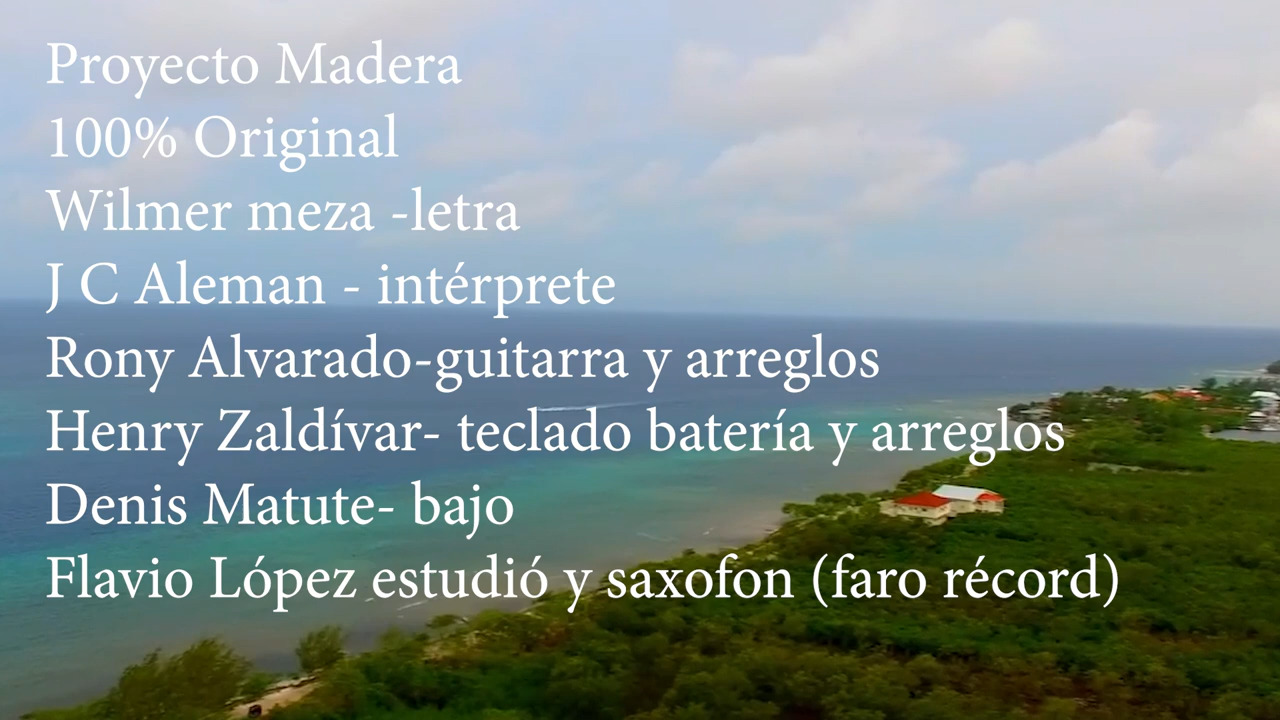 Proyecto Madera
100% Original
Wilmer meza -letra
J C Aleman - intérprete
Rony Alvarado-guitarra y arreglos
Henry Zaldívar- teclado batería y arreglos
Denis Matute- bajo
Flavio López estudió y saxofon (faro récord)